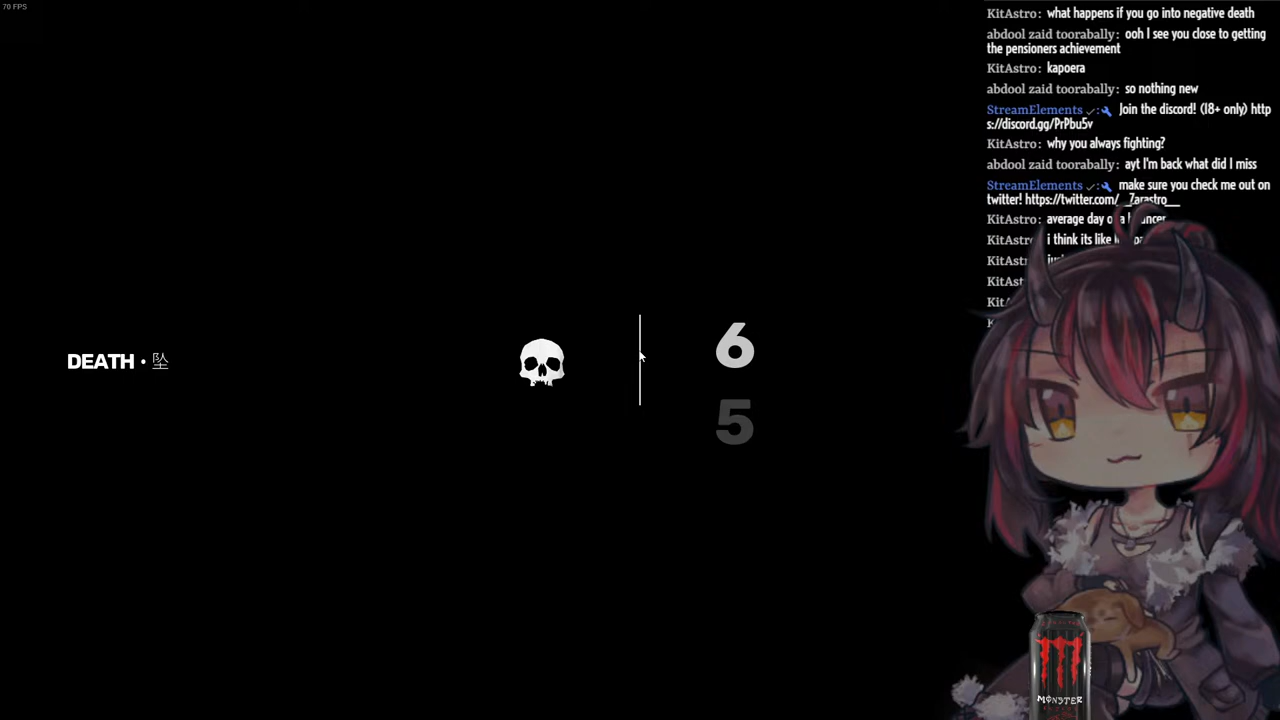 70 FPS
KitAstro: what happens if you go into negative death
abdool zaid toorabally: ooh I see you close to getting
the pensioners achievement
KitAstro: kapoera
abdool zaid toorabally: so nothing new
StreamElements ✓: Join the discord! (18+ only) http
s://discord.gg/PrPbu5v
KitAstro: why you always fighting?
abdool zaid toorabally: ayt I'm back what did I miss
StreamElements ✓: make sure you check me out on
twitter! https://twitter.com/__7arastro__
KitAstro: average day
KitAstro: i think its like
KitAstr
KitAst
KitA
DEATH • 坠
6
5
MONSTER